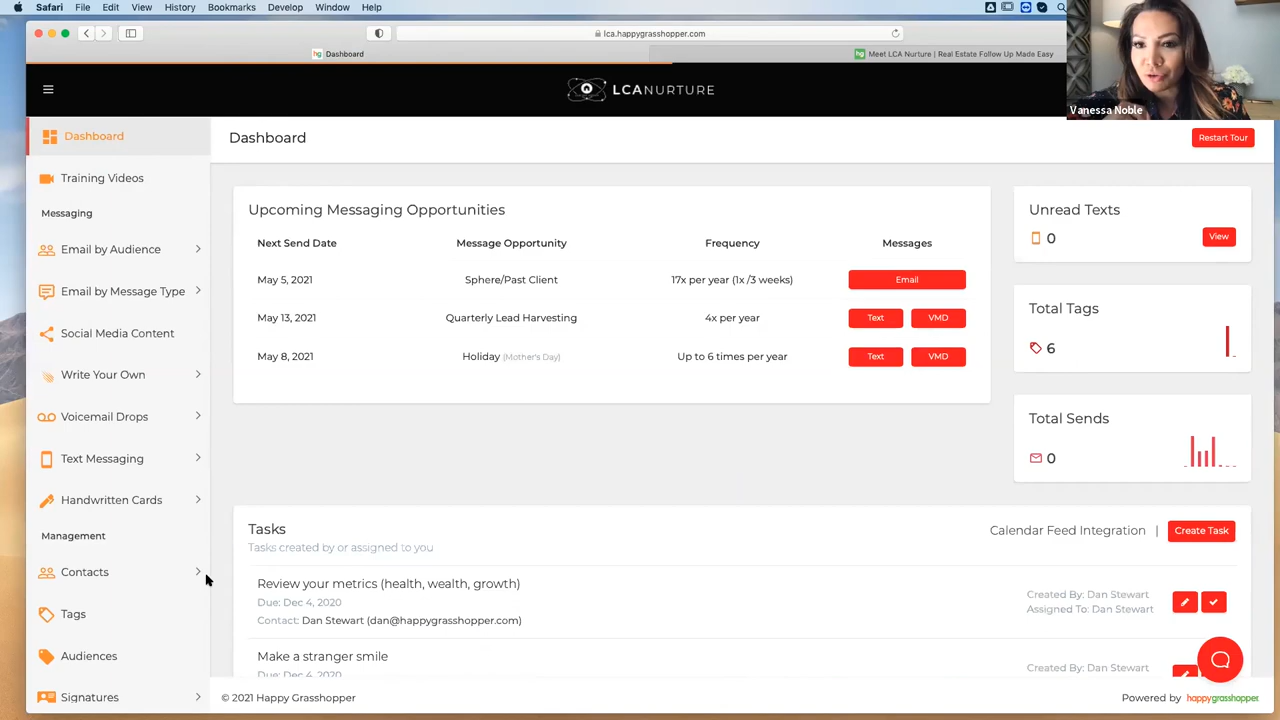 Safari File Edit View History Bookmarks Develop Window Help
lca.happygrasshopper.com
hg Dashboard
hg Meet LCA Nurture | Real Estate Follow Up Made Easy
LCANURTURE
Vanessa Noble
Dashboard
Dashboard
Restart Tour
Training Videos
Messaging
Email by Audience
Email by Message Type
Social Media Content
Write Your Own
Voicemail Drops
Text Messaging
Handwritten Cards
Management
Contacts
Tags
Audiences
Signatures
Upcoming Messaging Opportunities
Next Send Date Message Opportunity Frequency Messages
May 5, 2021 Sphere/Past Client 17x per year (1x /3 weeks) Email
May 13, 2021 Quarterly Lead Harvesting 4x per year Text VMD
May 8, 2021 Holiday (Mother's Day) Up to 6 times per year Text VMD
Unread Texts
0 View
Total Tags
6
Total Sends
0
Tasks
Tasks created by or assigned to you
Calendar Feed Integration | Create Task
Review your metrics (health, wealth, growth)
Due: Dec 4, 2020
Contact: Dan Stewart (dan@happygrasshopper.com)
Created By: Dan Stewart
Assigned To: Dan Stewart
Make a stranger smile
Due: Dec 4, 2020
Created By: Dan Stewart
© 2021 Happy Grasshopper
Powered by happygrasshopper